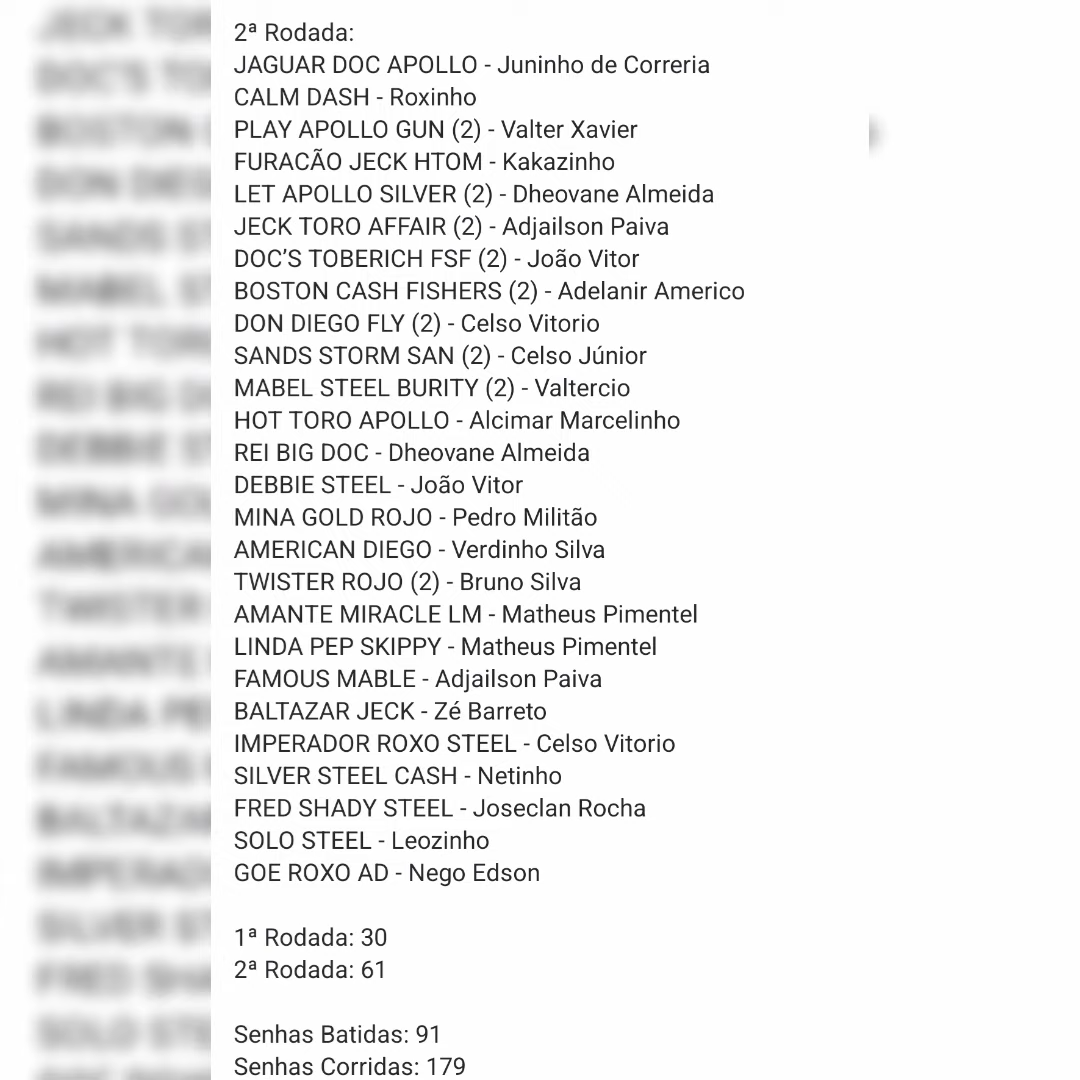 2ª Rodada:
JAGUAR DOC APOLLO - Juninho de Correria
CALM DASH - Roxinho
PLAY APOLLO GUN (2) - Valter Xavier
FURACÃO JECK HTOM - Kakazinho
LET APOLLO SILVER (2) - Dheovane Almeida
JECK TORO AFFAIR (2) - Adjailson Paiva
DOC’S TOBERICH FSF (2) - João Vitor
BOSTON CASH FISHERS (2) - Adelanir Americo
DON DIEGO FLY (2) - Celso Vitorio
SANDS STORM SAN (2) - Celso Júnior
MABEL STEEL BURITY (2) - Valtercio
HOT TORO APOLLO - Alcimar Marcelinho
REI BIG DOC - Dheovane Almeida
DEBBIE STEEL - João Vitor
MINA GOLD ROJO - Pedro Militão
AMERICAN DIEGO - Verdinho Silva
TWISTER ROJO (2) - Bruno Silva
AMANTE MIRACLE LM - Matheus Pimentel
LINDA PEP SKIPPY - Matheus Pimentel
FAMOUS MABLE - Adjailson Paiva
BALTAZAR JECK - Zé Barreto
IMPERADOR ROXO STEEL - Celso Vitorio
SILVER STEEL CASH - Netinho
FRED SHADY STEEL - Joseclan Rocha
SOLO STEEL - Leozinho
GOE ROXO AD - Nego Edson
1ª Rodada: 30
2ª Rodada: 61
Senhas Batidas: 91
Senhas Corridas: 179